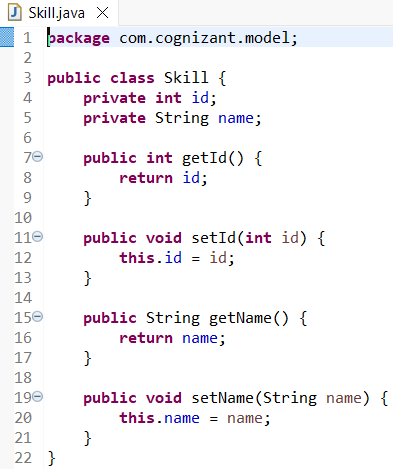 Skill.java
1 package com.cognizant.model;
2
3 public class Skill {
4     private int id;
5     private String name;
6
7     public int getId() {
8         return id;
9     }
10
11     public void setId(int id) {
12         this.id = id;
13     }
14
15     public String getName() {
16         return name;
17     }
18
19     public void setName(String name) {
20         this.name = name;
21     }
22 }